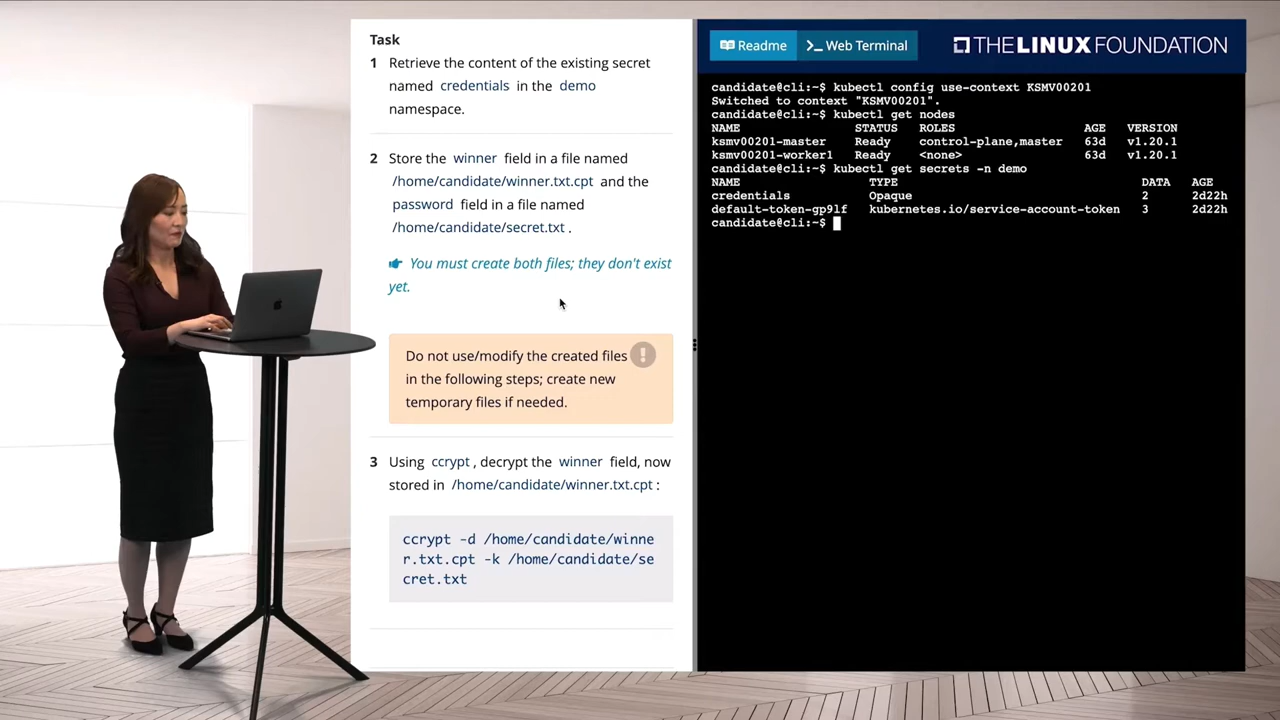 Task
1 Retrieve the content of the existing secret
named credentials in the demo
namespace.
2 Store the winner field in a file named
/home/candidate/winner.txt.cpt and the
password field in a file named
/home/candidate/secret.txt .
You must create both files; they don't exist
yet.
Do not use/modify the created files
in the following steps; create new
temporary files if needed.
3 Using ccrypt , decrypt the winner field, now
stored in /home/candidate/winner.txt.cpt :
ccrypt -d /home/candidate/winne
r.txt.cpt -k /home/candidate/se
cret.txt
Readme
Web Terminal
THE LINUX FOUNDATION
candidate@cli:~$ kubectl config use-context KSMV00201
Switched to context "KSMV00201".
candidate@cli:~$ kubectl get nodes
NAME STATUS ROLES AGE VERSION
ksmv00201-master Ready control-plane,master 63d v1.20.1
ksmv00201-worker1 Ready <none> 63d v1.20.1
candidate@cli:~$ kubectl get secrets -n demo
NAME TYPE DATA AGE
credentials Opaque 2 2d22h
default-token-gp9lf kubernetes.io/service-account-token 3 2d22h
candidate@cli:~$